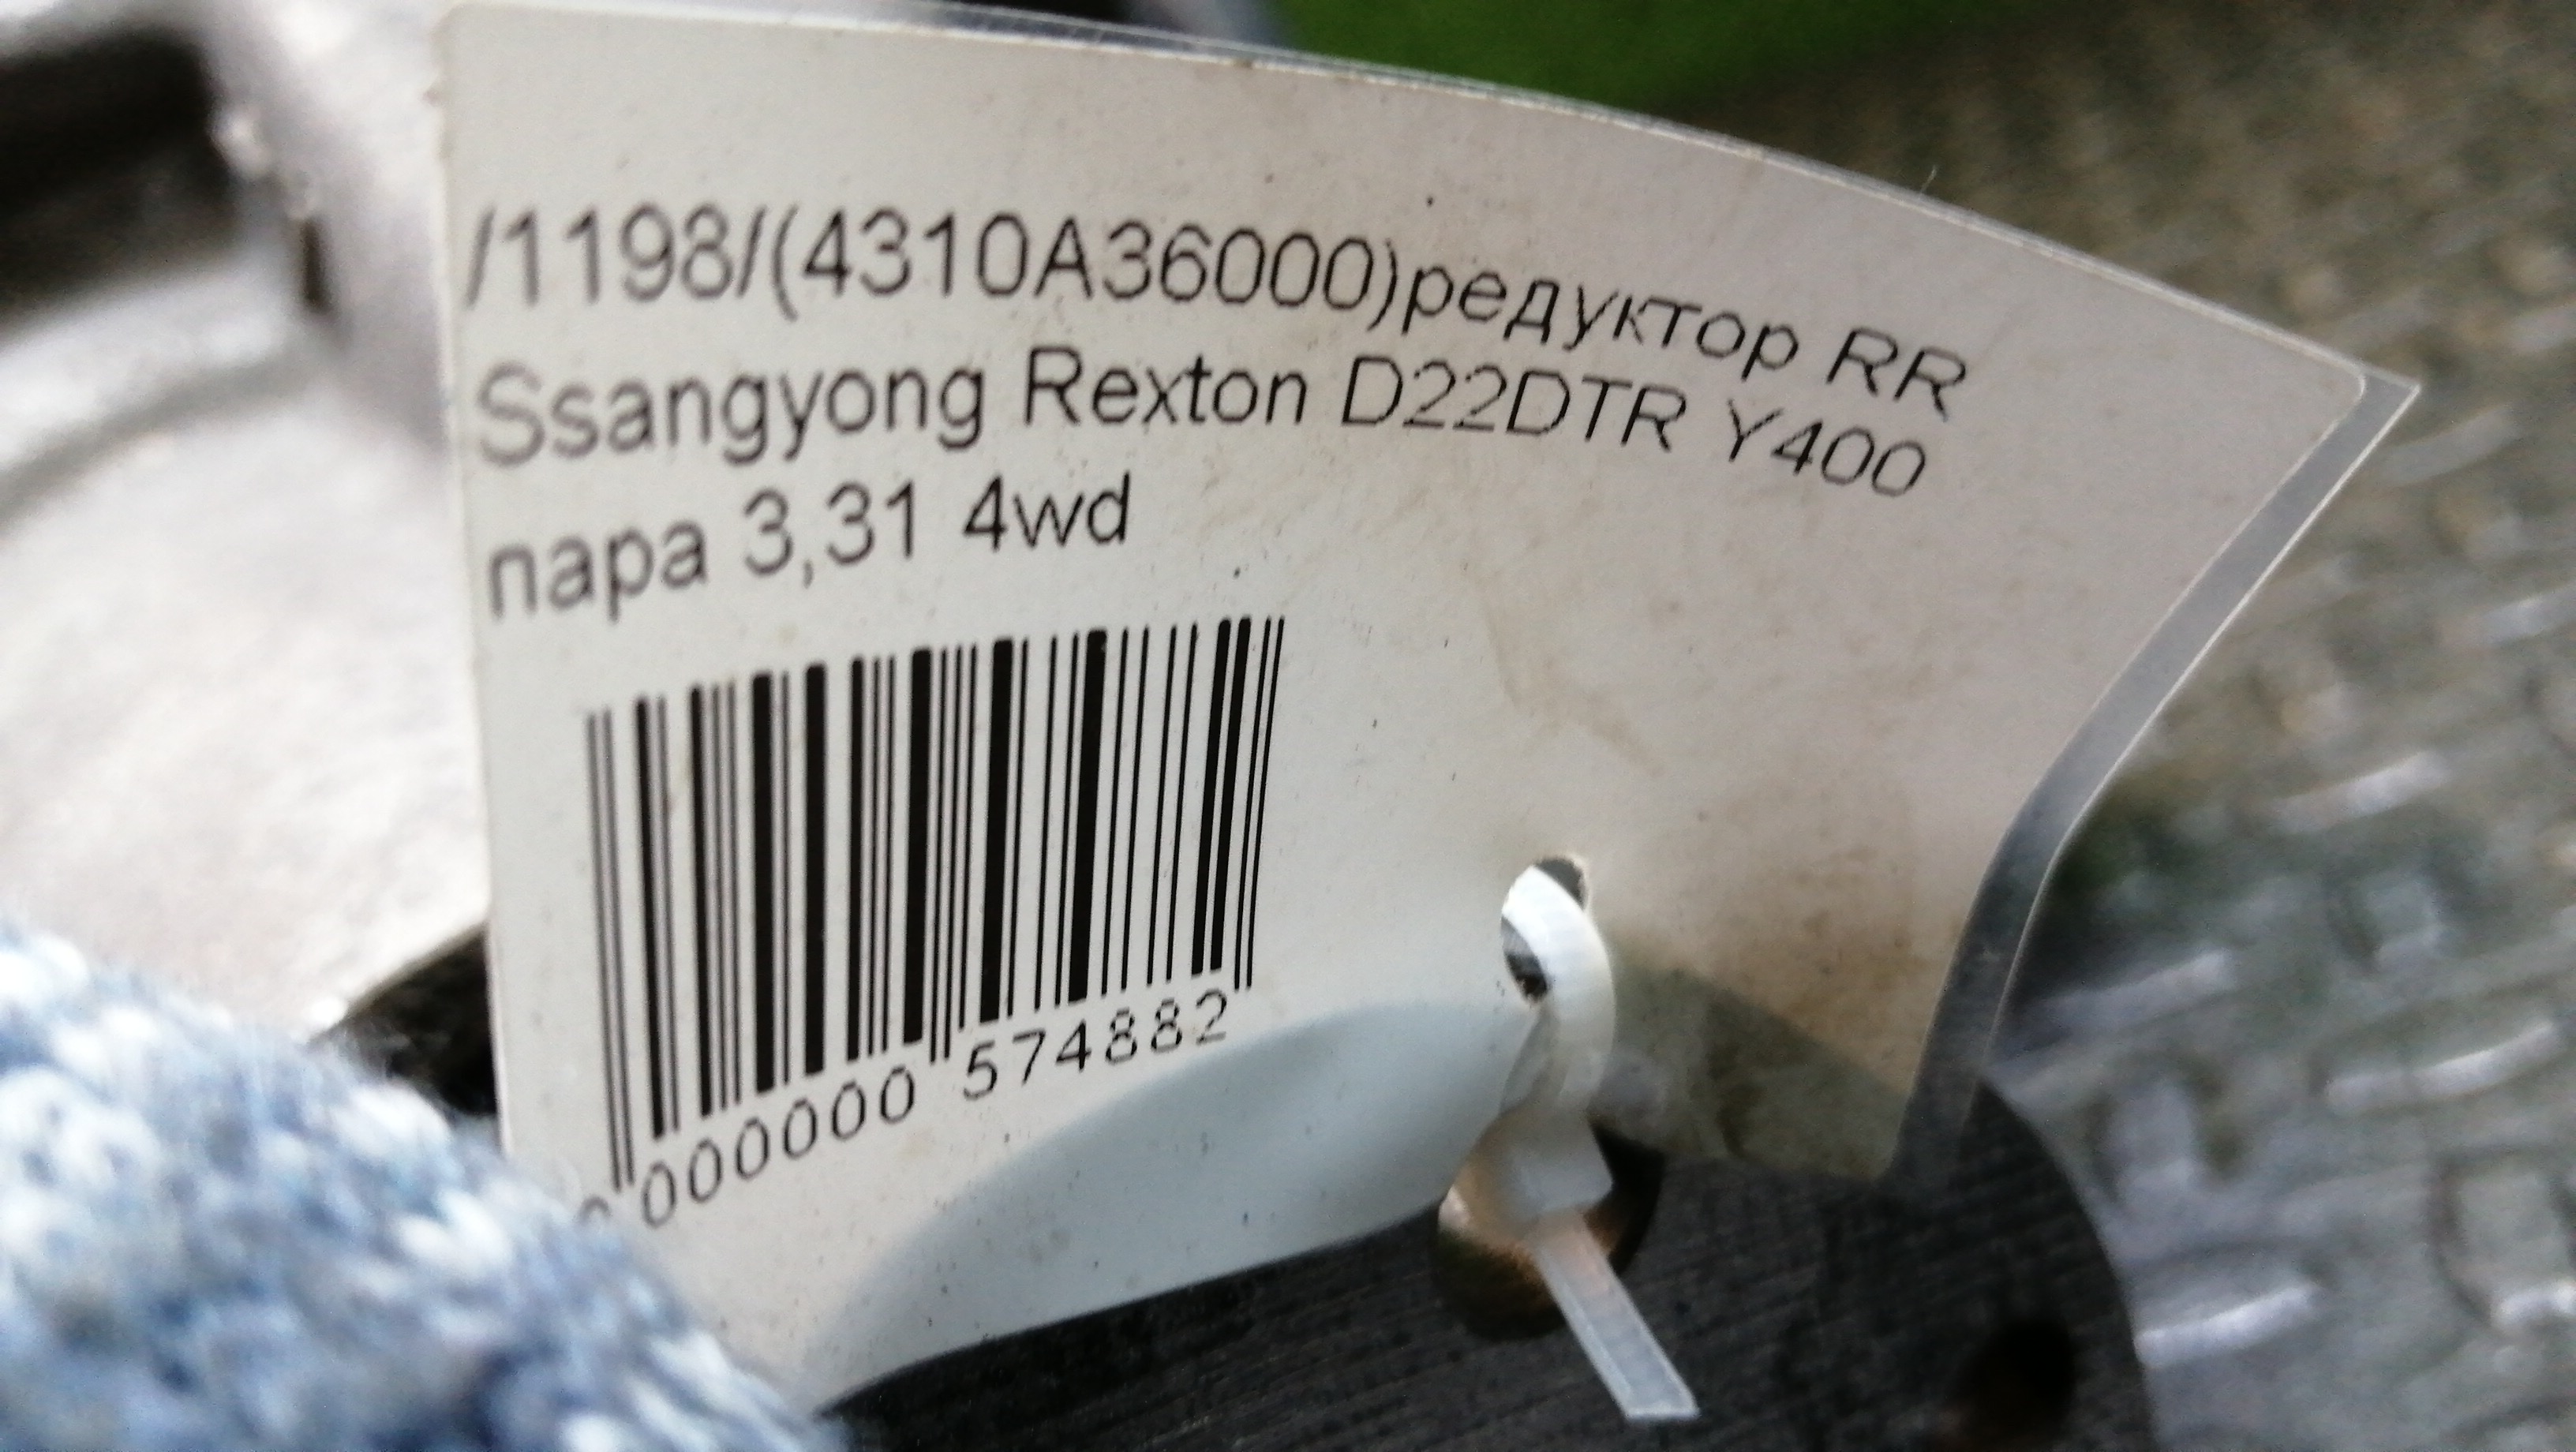 /1198/(4310A36000)редуктор RR
Ssangyong Rexton D22DTR Y400
пара 3,31 4wd
000000 574882